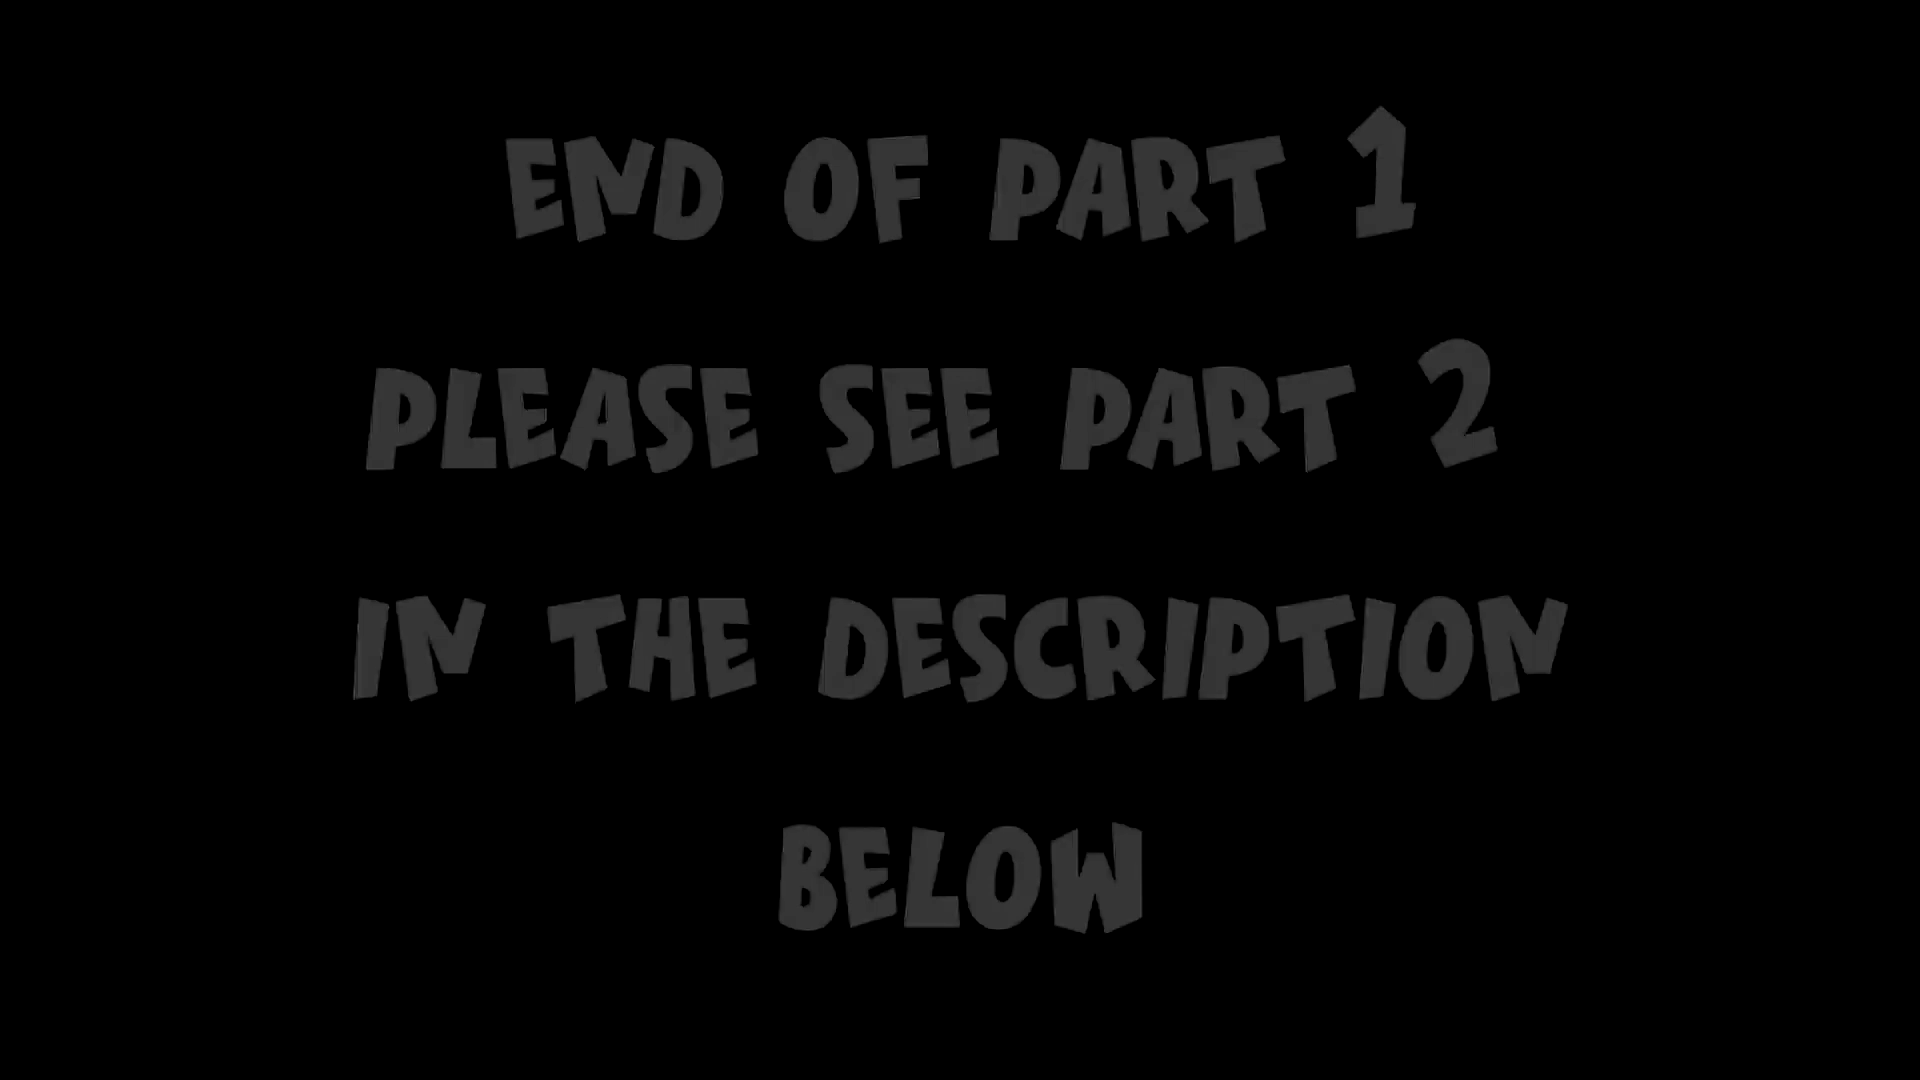 END OF PART 1
PLEASE SEE PART 2
IN THE DESCRIPTION
BELOW